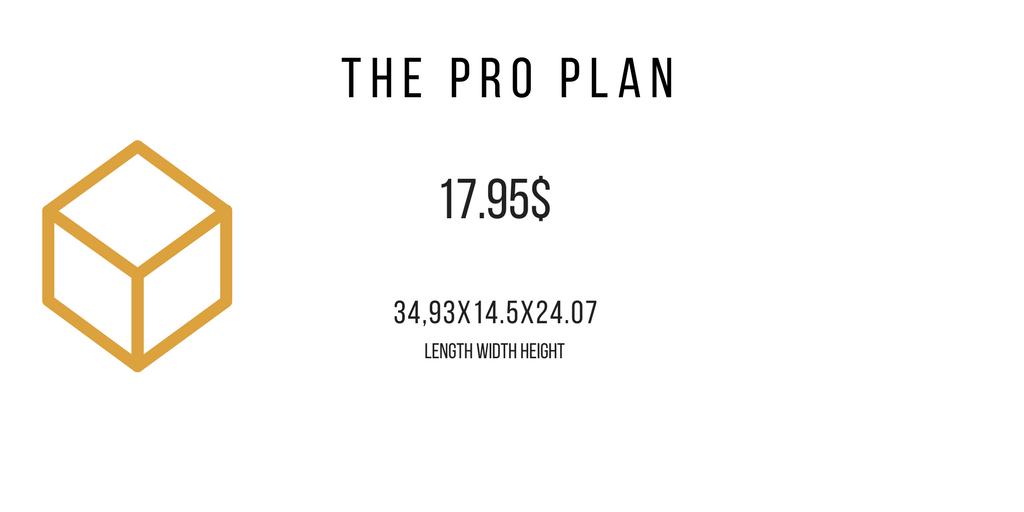 THE PRO PLAN
17.95$
34,93X14.5X24.07
LENGTH WIDTH HEIGHT